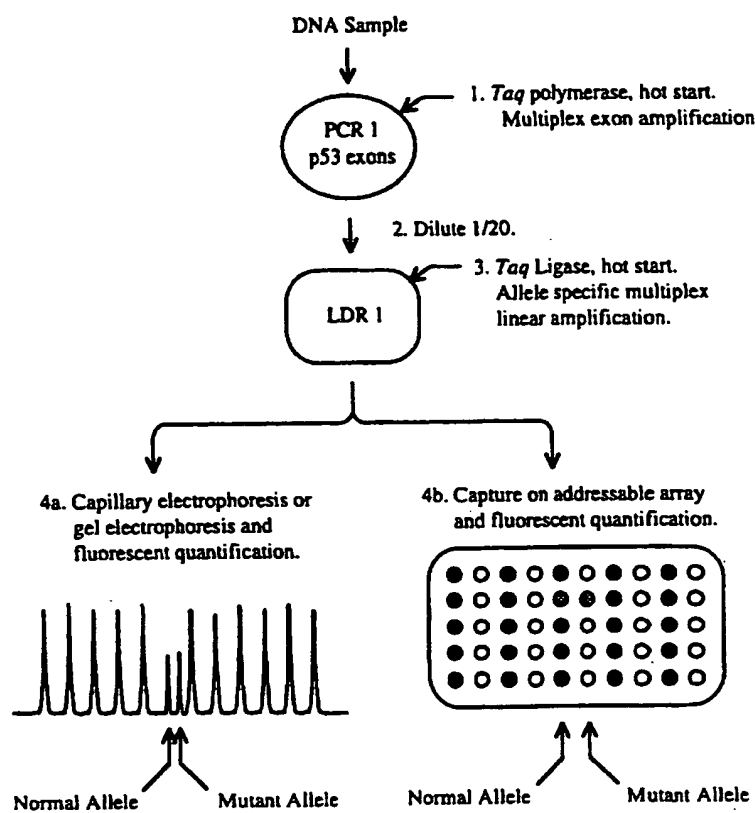 DNA Sample
1. Taq polymerase, hot start.
Multiplex exon amplification
PCR 1
p53 exons
2. Dilute 1/20.
3. Taq Ligase, hot start.
Allele specific multiplex
linear amplification.
LDR 1
4a. Capillary electrophoresis or
gel electrophoresis and
fluorescent quantification.
4b. Capture on addressable array
and fluorescent quantification.
Normal Allele
Mutant Allele
Normal Allele
Mutant Allele